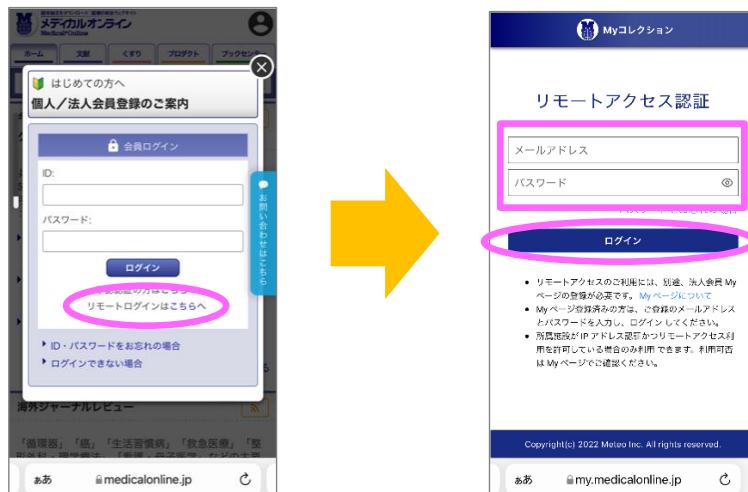 メディカルオンライン
Medical*Online
ホーム
文献
くすり
プロダクト
ブックセンター
はじめての方へ
個人／法人会員登録のご案内
会員ログイン
ID:
パスワード:
ログイン
リモートログインはこちらへ
ID・パスワードをお忘れの場合
ログインできない場合
お問い合わせはこちら
海外ジャーナルレビュー
「循環器」「癌」「生活習慣病」「救急医療」「整
ぁあ
medicalonline.jp
Myコレクション
リモートアクセス認証
メールアドレス
パスワード
ログイン
リモートアクセスのご利用には、別途、法人会員 My
ページの登録が必要です。 My ページについて
My ページ登録済みの方は、ご登録のメールアドレス
とパスワードを入力し、ログイン してください。
所属施設が IP アドレス認証かつリモートアクセス利
用を許可している場合のみ利用 できます。利用可否
は My ページでご確認ください。
Copyright(c) 2022 Meteo Inc. All rights reserved.
ぁあ
my.medicalonline.jp